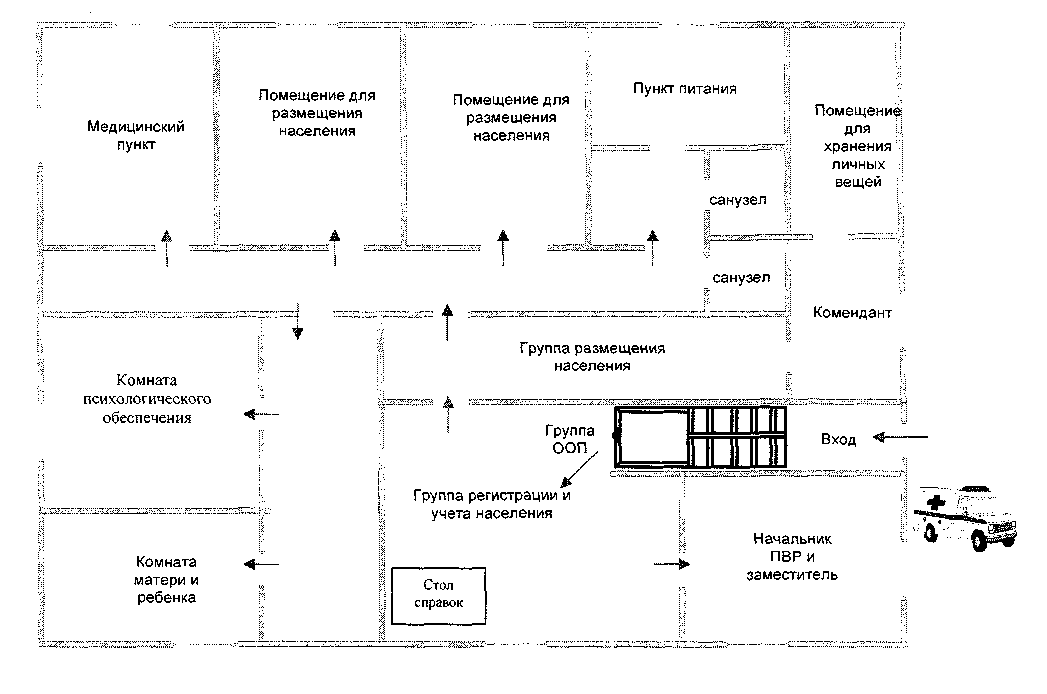 Медицинский
пункт
Помещение для
размещения
населения
Помещение для
размещения
населения
Пункт питания
Помещение
для
хранения
личных
вещей
санузел
санузел
Комендант
Группа размещения
населения
Комната
психологического
обеспечения
Группа
ООП
Вход
Группа регистрации и
учета населения
Начальник
ПВР и
заместитель
Комната
матери и
ребенка
Стол
справок